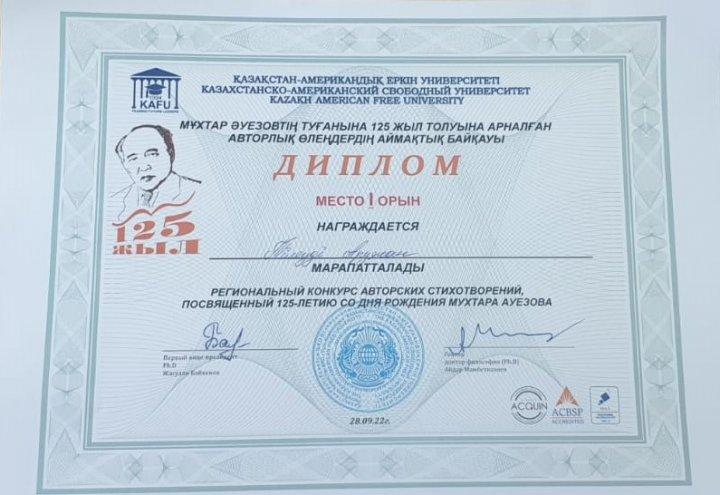 ҚАЗАҚСТАН-АМЕРИКАНДЫҚ ЕРКІН УНИВЕРСИТЕТІ
КАЗАХСТАНСКО-АМЕРИКАНСКИЙ СВОБОДНЫЙ УНИВЕРСИТЕТ
KAZAKH AMERICAN FREE UNIVERSITY
KAFU
МҰХТАР ӘУЕЗОВТІҢ ТУҒАНЫНА 125 ЖЫЛ ТОЛУЫНА АРНАЛҒАН
АВТОРЛЫҚ ӨЛЕҢДЕРДІҢ АЙМАҚТЫҚ БАЙҚАУЫ
ДИПЛОМ
МЕСТО I ОРЫН
НАГРАЖДАЕТСЯ
125
ЖЫЛ
МАРАПАТТАЛАДЫ
РЕГИОНАЛЬНЫЙ КОНКУРС АВТОРСКИХ СТИХОТВОРЕНИЙ,
ПОСВЯЩЕННЫЙ 125-ЛЕТИЮ СО ДНЯ РОЖДЕНИЯ МУХТАРА АУЕЗОВА
Первый вице-президент
Ph.D
Ректор
доктор философии (Ph.D)
Айдар Мамбетказиев
28.09.22г.
ACQUIN
ACBSP
ACCREDITED